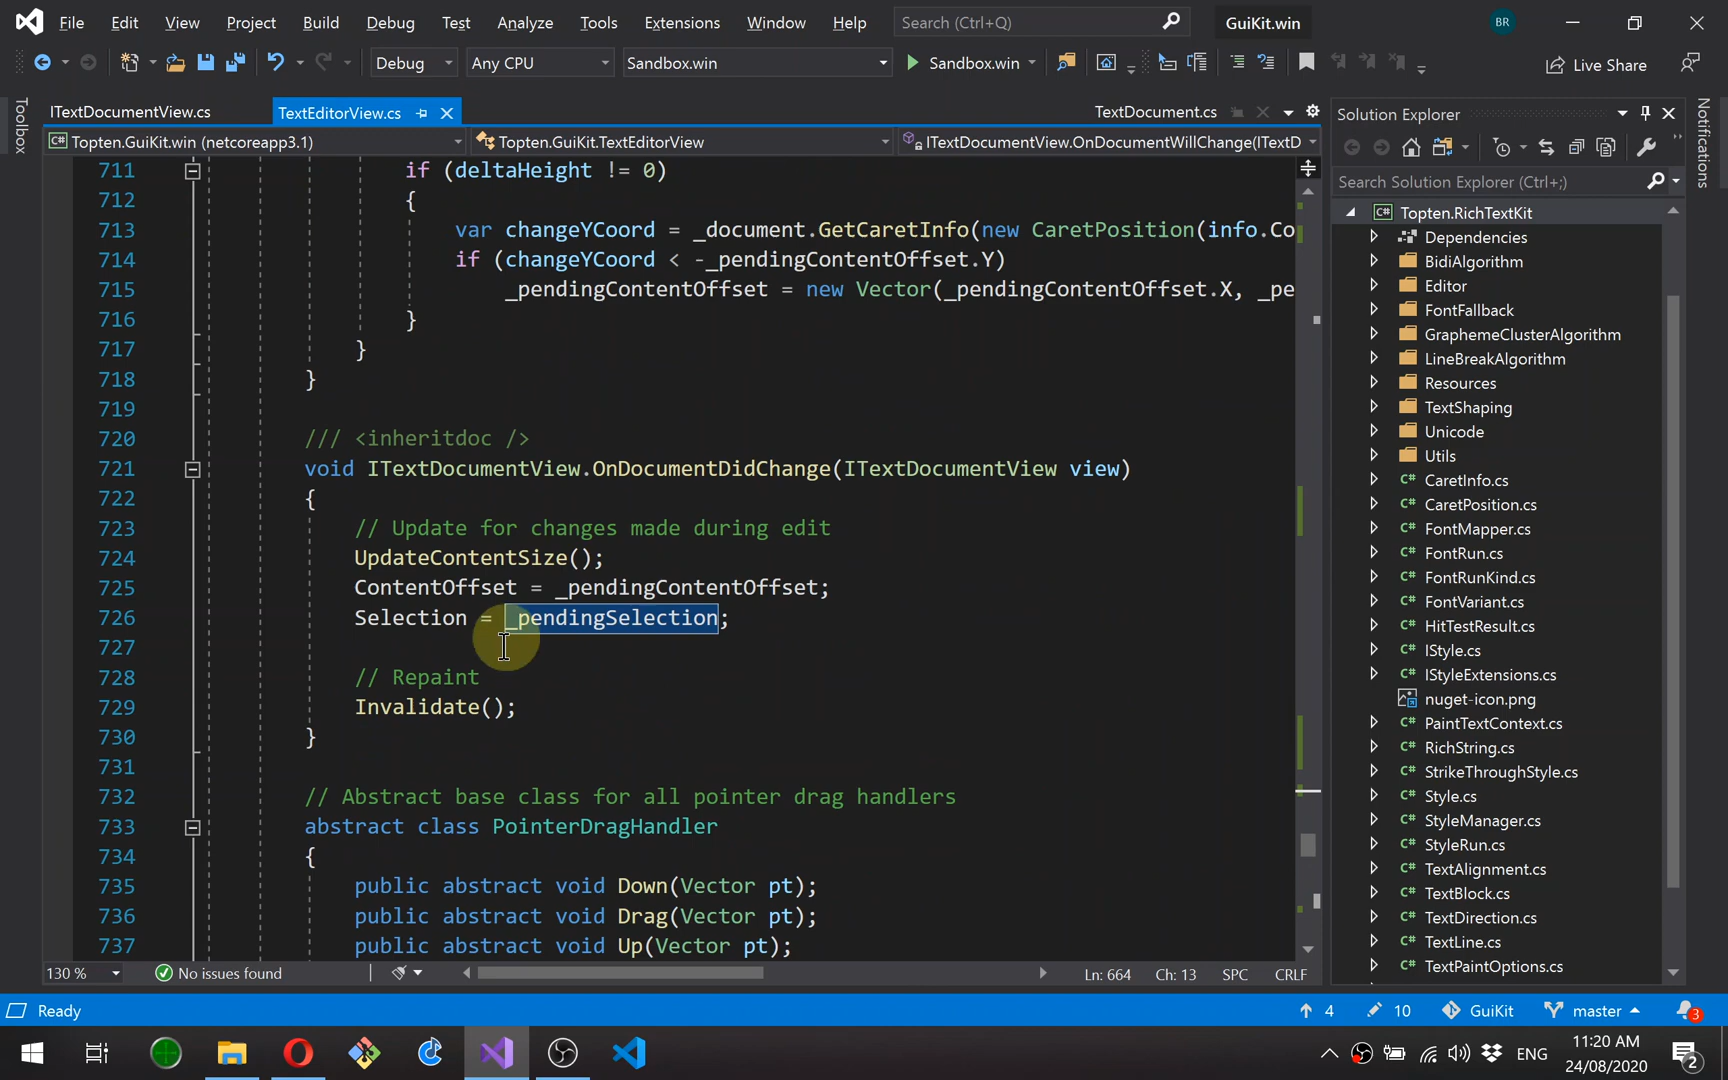 File Edit View Project Build Debug Test Analyze Tools Extensions Window Help Search (Ctrl+Q) GuiKit.win BR
Debug Any CPU Sandbox.win Sandbox.win Live Share
Toolbox
ITextDocumentView.cs TextEditorView.cs TextDocument.cs
Topten.GuiKit.win (netcoreapp3.1) Topten.GuiKit.TextEditorView ITextDocumentView.OnDocumentWillChange(ITextD
711 if (deltaHeight != 0)
712 {
713 var changeYCoord = _document.GetCaretInfo(new CaretPosition(info.Co
714 if (changeYCoord < -_pendingContentOffset.Y)
715 _pendingContentOffset = new Vector(_pendingContentOffset.X, _pe
716 }
717 }
718 }
719
720 /// <inheritdoc />
721 void ITextDocumentView.OnDocumentDidChange(ITextDocumentView view)
722 {
723 // Update for changes made during edit
724 UpdateContentSize();
725 ContentOffset = _pendingContentOffset;
726 Selection = _pendingSelection;
727
728 // Repaint
729 Invalidate();
730 }
731
732 // Abstract base class for all pointer drag handlers
733 abstract class PointerDragHandler
734 {
735 public abstract void Down(Vector pt);
736 public abstract void Drag(Vector pt);
737 public abstract void Up(Vector pt);
130 % No issues found Ln: 664 Ch: 13 SPC CRLF
Solution Explorer
Search Solution Explorer (Ctrl+;)
Topten.RichTextKit
Dependencies
BidiAlgorithm
Editor
FontFallback
GraphemeClusterAlgorithm
LineBreakAlgorithm
Resources
TextShaping
Unicode
Utils
C# CaretInfo.cs
C# CaretPosition.cs
C# FontMapper.cs
C# FontRun.cs
C# FontRunKind.cs
C# FontVariant.cs
C# HitTestResult.cs
C# IStyle.cs
C# IStyleExtensions.cs
nuget-icon.png
C# PaintTextContext.cs
C# RichString.cs
C# StrikeThroughStyle.cs
C# Style.cs
C# StyleManager.cs
C# StyleRun.cs
C# TextAlignment.cs
C# TextBlock.cs
C# TextDirection.cs
C# TextLine.cs
C# TextPaintOptions.cs
Notifications
Ready 4 10 GuiKit master 3
ENG 11:20 AM
24/08/2020 2